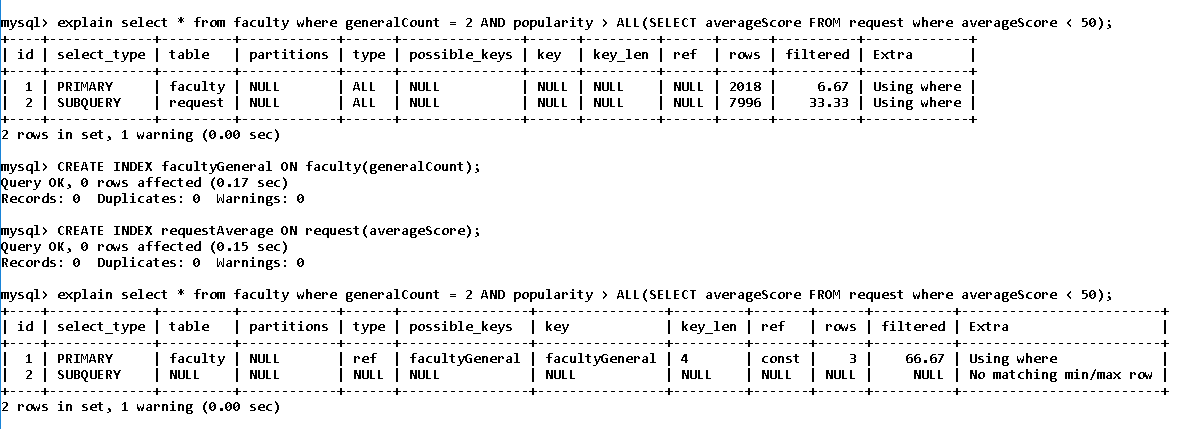 mysql> explain select * from faculty where generalCount = 2 AND popularity > ALL(SELECT averageScore FROM request where averageScore < 50);
+----+-------------+---------+------------+------+---------------+------+---------+------+------+----------+-------------+
| id | select_type | table   | partitions | type | possible_keys | key  | key_len | ref  | rows | filtered | Extra       |
+----+-------------+---------+------------+------+---------------+------+---------+------+------+----------+-------------+
|  1 | PRIMARY     | faculty | NULL       | ALL  | NULL          | NULL | NULL    | NULL | 2018 |     6.67 | Using where |
|  2 | SUBQUERY    | request | NULL       | ALL  | NULL          | NULL | NULL    | NULL | 7996 |    33.33 | Using where |
+----+-------------+---------+------------+------+---------------+------+---------+------+------+----------+-------------+
2 rows in set, 1 warning (0.00 sec)
mysql> CREATE INDEX facultyGeneral ON faculty(generalCount);
Query OK, 0 rows affected (0.17 sec)
Records: 0  Duplicates: 0  Warnings: 0
mysql> CREATE INDEX requestAverage ON request(averageScore);
Query OK, 0 rows affected (0.15 sec)
Records: 0  Duplicates: 0  Warnings: 0
mysql> explain select * from faculty where generalCount = 2 AND popularity > ALL(SELECT averageScore FROM request where averageScore < 50);
+----+-------------+---------+------------+------+----------------+----------------+---------+-------+------+----------+-------------------------+
| id | select_type | table   | partitions | type | possible_keys  | key            | key_len | ref   | rows | filtered | Extra                   |
+----+-------------+---------+------------+------+----------------+----------------+---------+-------+------+----------+-------------------------+
|  1 | PRIMARY     | faculty | NULL       | ref  | facultyGeneral | facultyGeneral | 4       | const |    3 |    66.67 | Using where             |
|  2 | SUBQUERY    | NULL    | NULL       | NULL | NULL           | NULL           | NULL    | NULL  | NULL |     NULL | No matching min/max row |
+----+-------------+---------+------------+------+----------------+----------------+---------+-------+------+----------+-------------------------+
2 rows in set, 1 warning (0.00 sec)